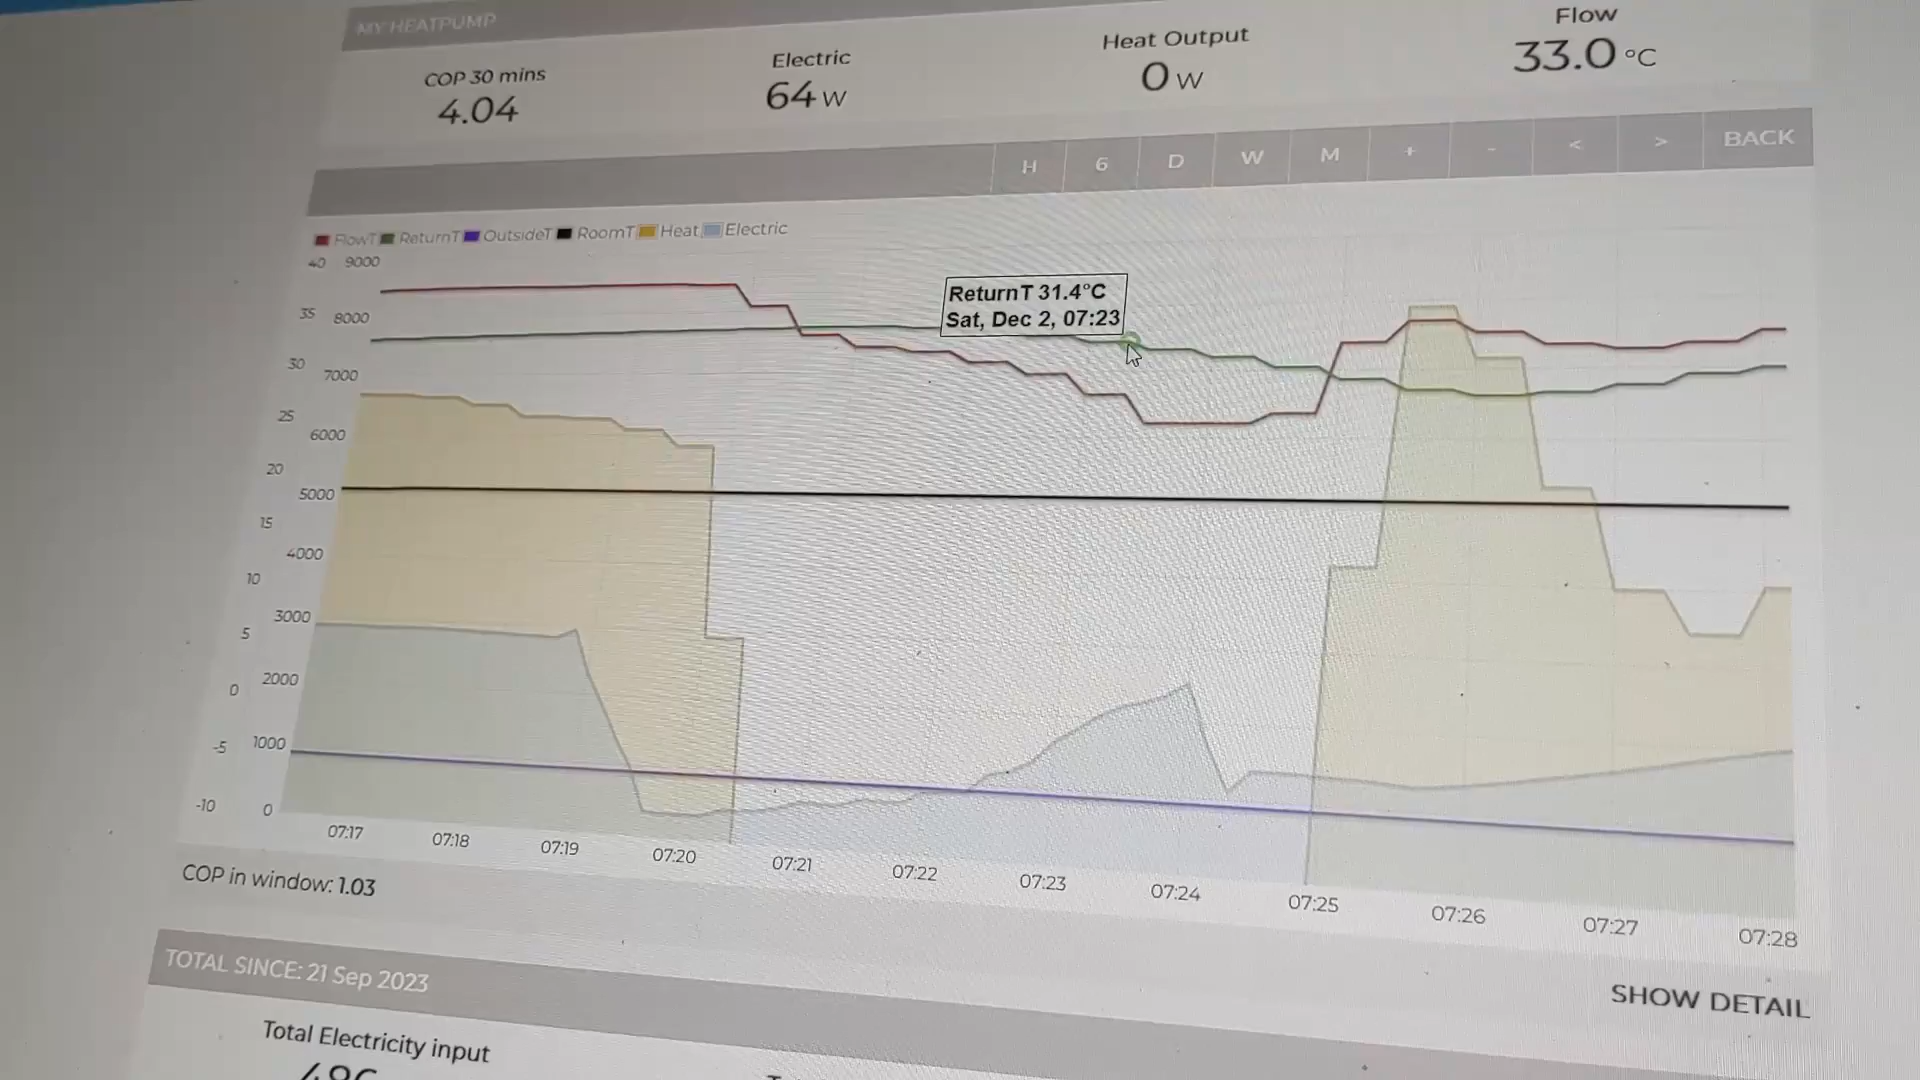 MY HEATPUMP
COP 30 mins
4.04
Electric
64 W
Heat Output
0 W
Flow
33.0 °C
H 6 D W M + - < > BACK
FlowT ReturnT OutsideT RoomT Heat Electric
40 9000
35 8000
30 7000
25 6000
20 5000
15 4000
10 3000
5 2000
0 1000
-5 0
-10
ReturnT 31.4°C
Sat, Dec 2, 07:23
07:17 07:18 07:19 07:20 07:21 07:22 07:23 07:24 07:25 07:26 07:27 07:28
COP in window: 1.03
SHOW DETAIL
TOTAL SINCE: 21 Sep 2023
Total Electricity input